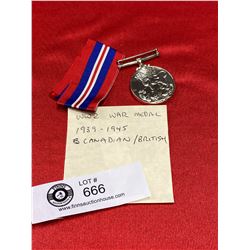 WW2 WAR MEDAL
1939-1945
B CANADIAN/BRITISH
LOT #
666
www.finnsauctionhouse.com